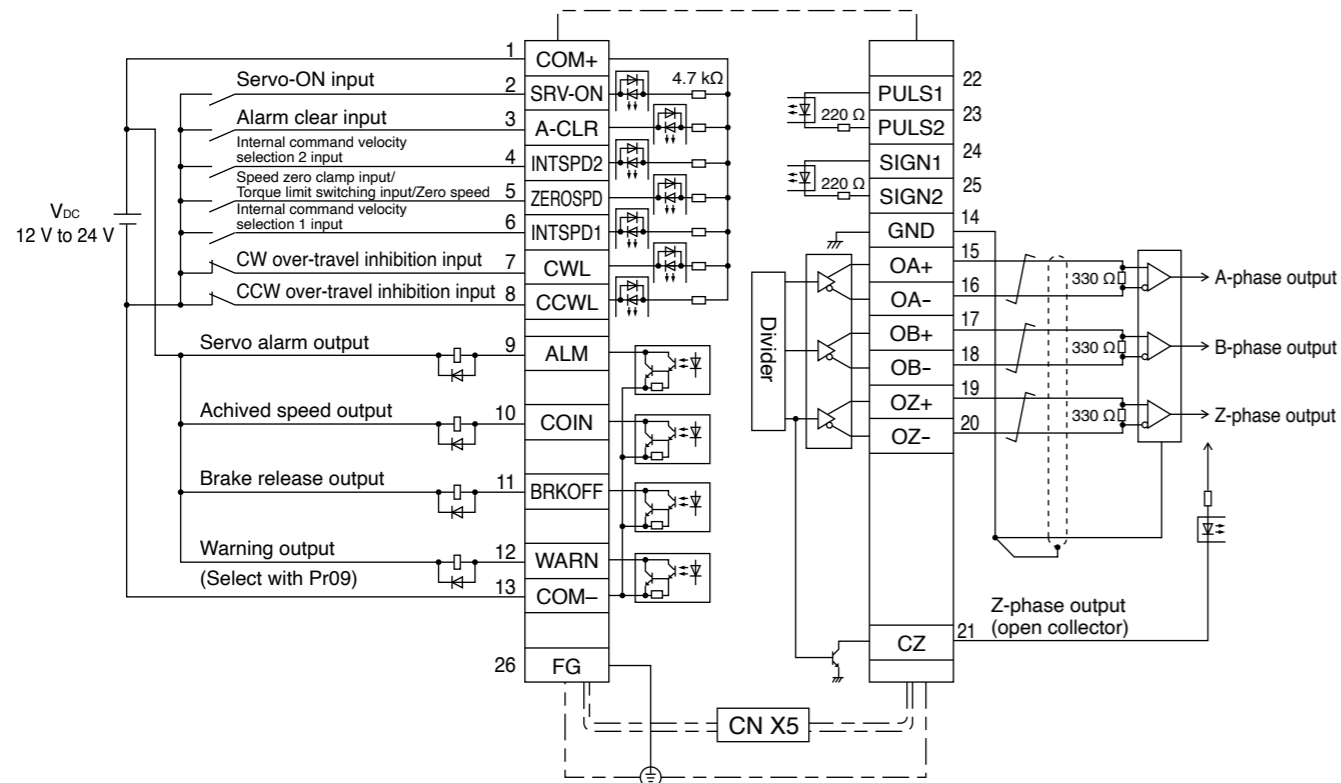 1
COM+
Servo-ON input
2
SRV-ON
4.7 kΩ
Alarm clear input
3
A-CLR
Internal command velocity
selection 2 input
4
INTSPD2
Speed zero clamp input/
Torque limit switching input/Zero speed
5
ZEROSPD
Internal command velocity
selection 1 input
6
INTSPD1
VDC
12 V to 24 V
CW over-travel inhibition input
7
CWL
CCW over-travel inhibition input
8
CCWL
Servo alarm output
9
ALM
Achived speed output
10
COIN
Brake release output
11
BRKOFF
Warning output
(Select with Pr09)
12
WARN
13
COM–
26
FG
22
PULS1
220 Ω
23
PULS2
24
SIGN1
220 Ω
25
SIGN2
14
GND
15
OA+
16
OA–
330 Ω
A-phase output
17
OB+
18
OB–
330 Ω
B-phase output
19
OZ+
20
OZ–
330 Ω
Z-phase output
Divider
Z-phase output
(open collector)
21
CZ
CN X5